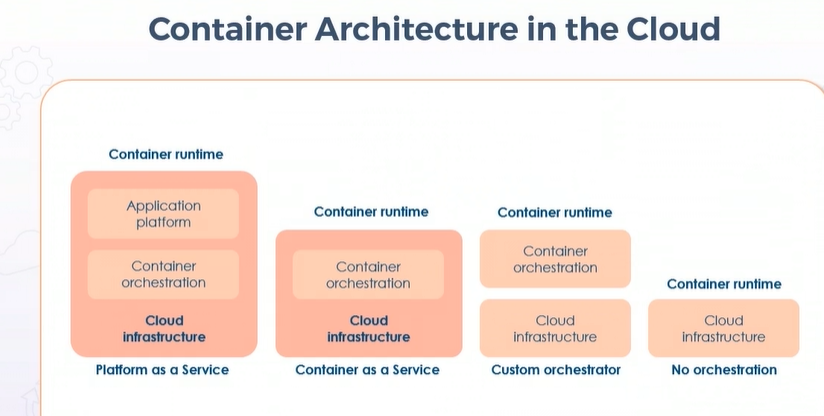 Container Architecture in the Cloud
Container runtime
Application
platform
Container
orchestration
Cloud
infrastructure
Platform as a Service
Container runtime
Container
orchestration
Cloud
infrastructure
Container as a Service
Container runtime
Container
orchestration
Cloud
infrastructure
Custom orchestrator
Container runtime
Cloud
infrastructure
No orchestration